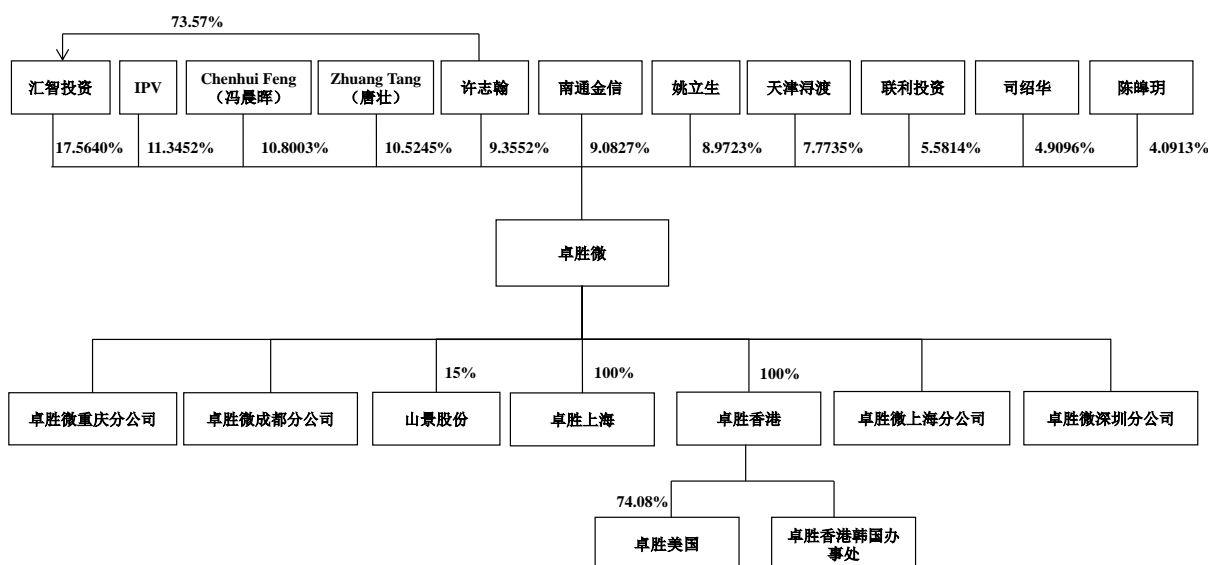 73.57%
汇智投资
IPV
Chenhui Feng
（冯晨晖）
Zhuang Tang
（唐壮）
许志翰
南通金信
姚立生
天津浔渡
联利投资
司绍华
陈皞玥
17.5640%
11.3452%
10.8003%
10.5245%
9.3552%
9.0827%
8.9723%
7.7735%
5.5814%
4.9096%
4.0913%
卓胜微
15%
100%
100%
卓胜微重庆分公司
卓胜微成都分公司
山景股份
卓胜上海
卓胜香港
卓胜微上海分公司
卓胜微深圳分公司
74.08%
卓胜美国
卓胜香港韩国办
事处